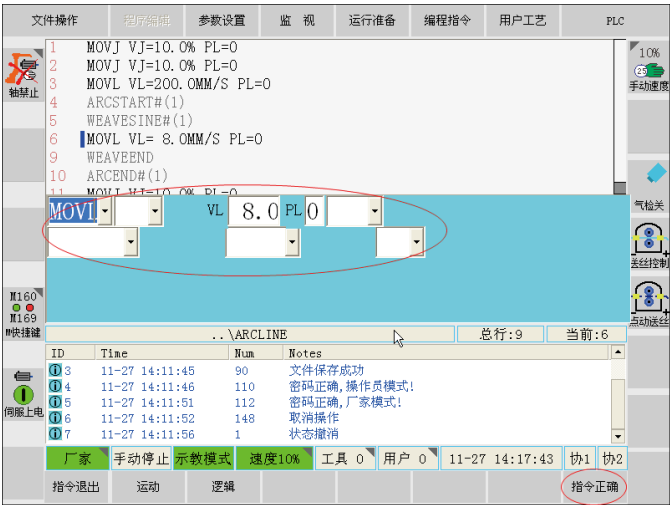 文件操作 程序编辑 参数设置 监 视 运行准备 编程指令 用户工艺 PLC
1 MOVJ VJ=10.0% PL=0
2 MOVJ VJ=10.0% PL=0
3 MOVL VL=200.0MM/S PL=0
4 ARCSTART#(1)
5 WEAVESINE#(1)
6 MOVL VL= 8.0MM/S PL=0
9 WEAVEEND
10 ARCEND#(1)
11 MOVJ VJ=10.0% PL=0
轴禁止
10%
25
手动速度
MOVL VL 8.0 PL 0
气检关
送丝控制
点动送丝
M160
M169
M快捷键
伺服上电
..\ARCLINE 总行:9 当前:6
ID Time Num Notes
3 11-27 14:11:45 90 文件保存成功
4 11-27 14:11:46 110 密码正确,操作员模式!
5 11-27 14:11:51 112 密码正确,厂家模式!
6 11-27 14:11:52 148 取消操作
7 11-27 14:11:56 1 状态撤消
厂家 手动停止 示教模式 速度10% 工具 0 用户 0 11-27 14:17:43 协1 协2
指令退出 运动 逻辑 指令正确